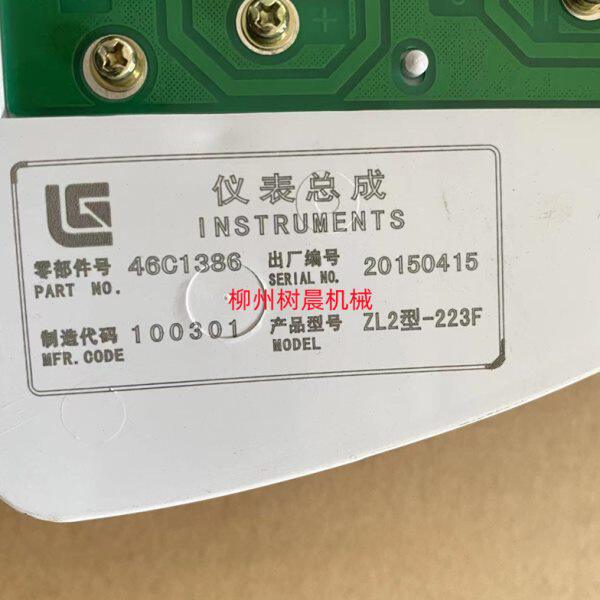 仪表总成
INSTRUMENTS
零部件号 46C1386 出厂编号 20150415
PART NO. SERIAL NO.
柳州树晨机械
制造代码 100301 产品型号 ZL2型-223F
MFR.CODE MODEL